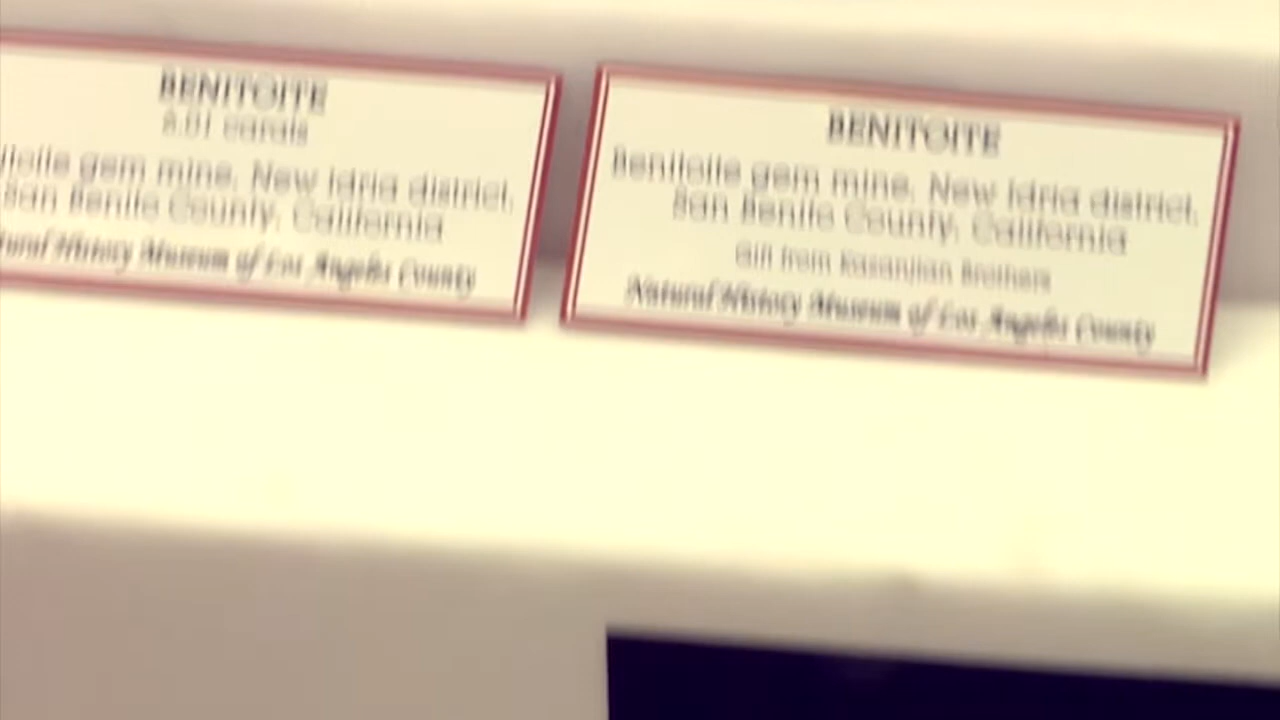 BENITOITE
carats
gem mine, New Idria district,
San Benito County, California
Natural History Museum of Los Angeles County
BENITOITE
Benitoite gem mine, New Idria district,
San Benito County, California
Gift from Kazanjian Brothers
Natural History Museum of Los Angeles County